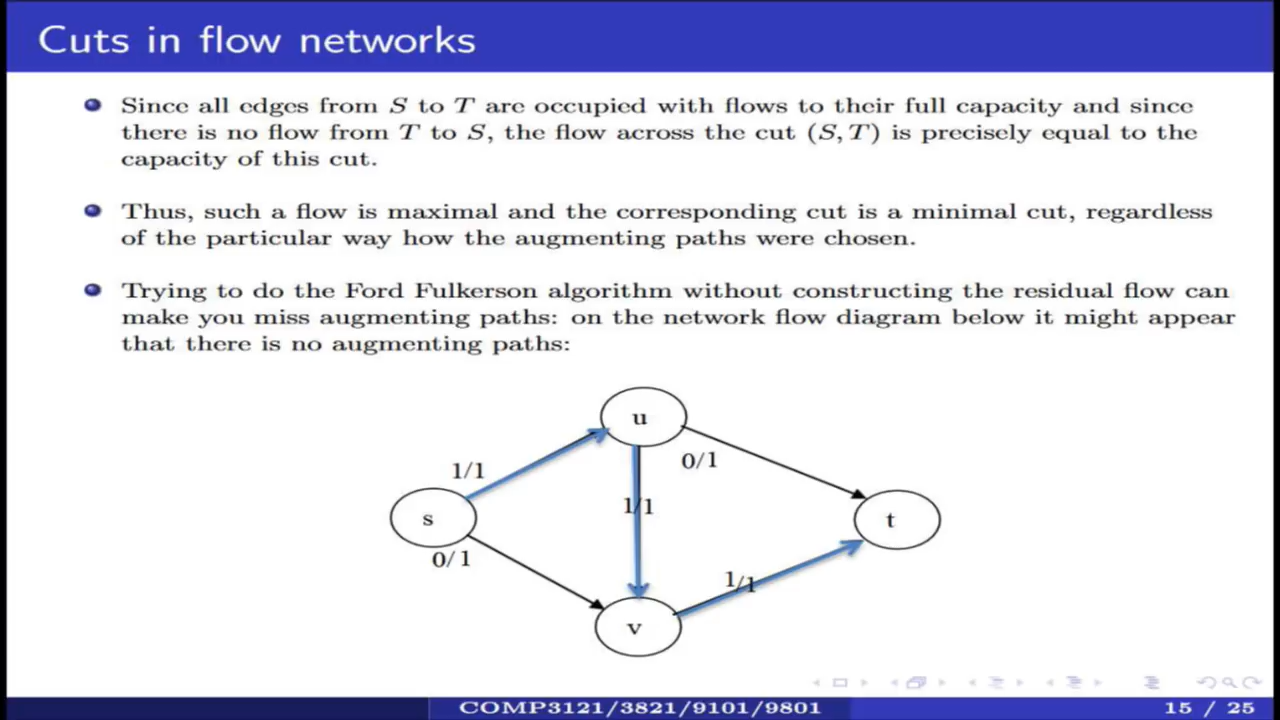 Cuts in flow networks
Since all edges from S to T are occupied with flows to their full capacity and since
there is no flow from T to S, the flow across the cut (S, T) is precisely equal to the
capacity of this cut.
Thus, such a flow is maximal and the corresponding cut is a minimal cut, regardless
of the particular way how the augmenting paths were chosen.
Trying to do the Ford Fulkerson algorithm without constructing the residual flow can
make you miss augmenting paths: on the network flow diagram below it might appear
that there is no augmenting paths:
u
1/1
0/1
1/1
s
t
0/1
1/1
v
COMP3121/3821/9101/9801
15 / 25